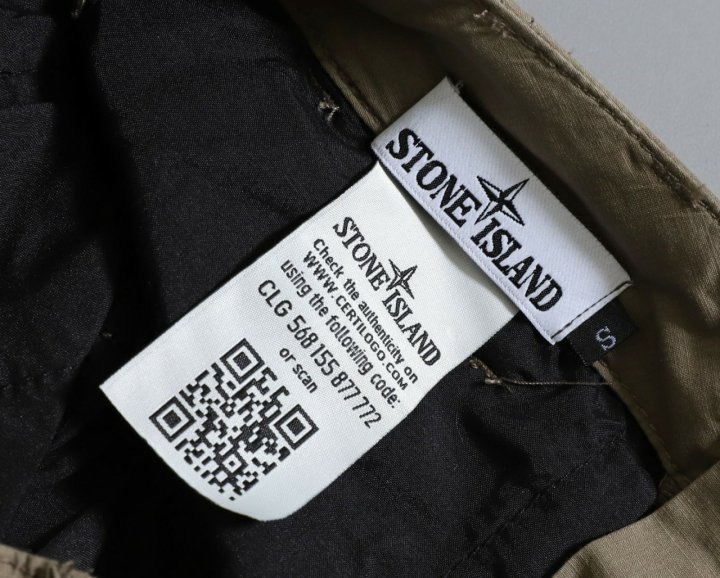 STONE ISLAND
S
STONE ISLAND
Check the authenticity on
WWW.CERTILOGO.COM
using the following code:
CLG 568 155 877 772
or scan